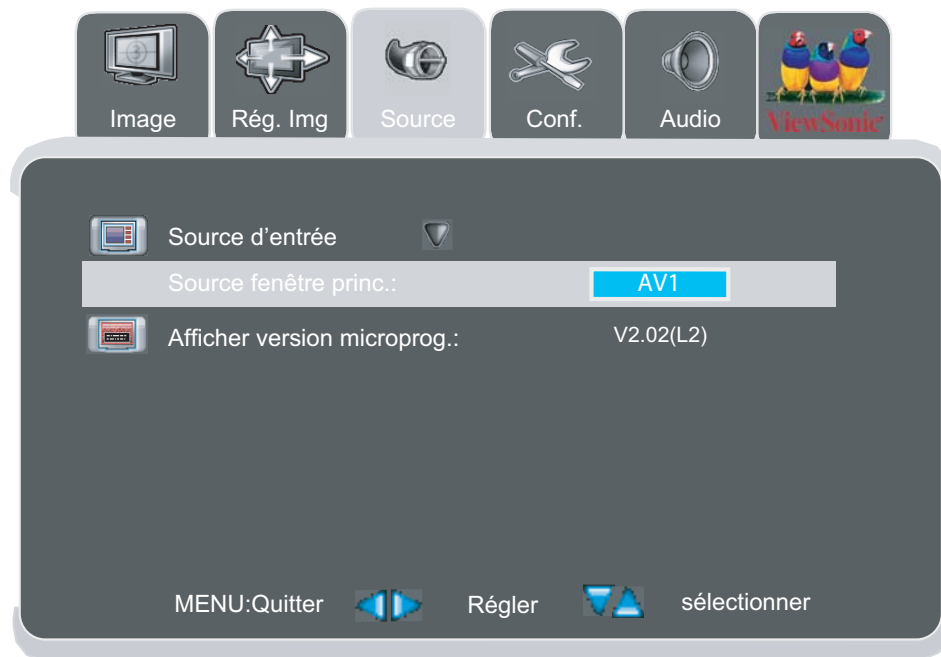 Image
Rég. Img
Source
Conf.
Audio
ViewSonic
Source d’entrée
Source fenêtre princ.: AV1
Afficher version microprog.: V2.02(L2)
MENU:Quitter Régler sélectionner